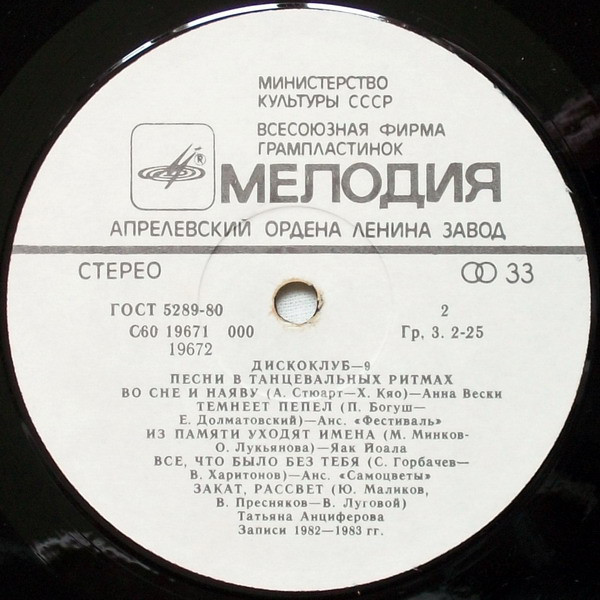 МИНИСТЕРСТВО
КУЛЬТУРЫ СССР
ВСЕСОЮЗНАЯ ФИРМА
ГРАМПЛАСТИНОК
®
МЕЛОДИЯ
АПРЕЛЕВСКИЙ ОРДЕНА ЛЕНИНА ЗАВОД
СТЕРЕО 33
ГОСТ 5289-80 2
С60 19671 000 Гр, 3. 2-25
19672
ДИСКОКЛУБ—9
ПЕСНИ В ТАНЦЕВАЛЬНЫХ РИТМАХ
ВО СНЕ И НАЯВУ (А. Стюарт—Х. Кяо)—Анна Вески
ТЕМНЕЕТ ПЕПЕЛ (П. Богуш—
Е. Долматовский)—Анс. «Фестиваль»
ИЗ ПАМЯТИ УХОДЯТ ИМЕНА (М. Минков-
О. Лукьянова)—Яак Йоала
ВСЕ, ЧТО БЫЛО БЕЗ ТЕБЯ (С. Горбачев—
В. Харитонов)—Анс. «Самоцветы»
ЗАКАТ, РАССВЕТ (Ю. Маликов,
В. Пресняков—В. Луговой)
Татьяна Анциферова
Записи 1982—1983 гг.